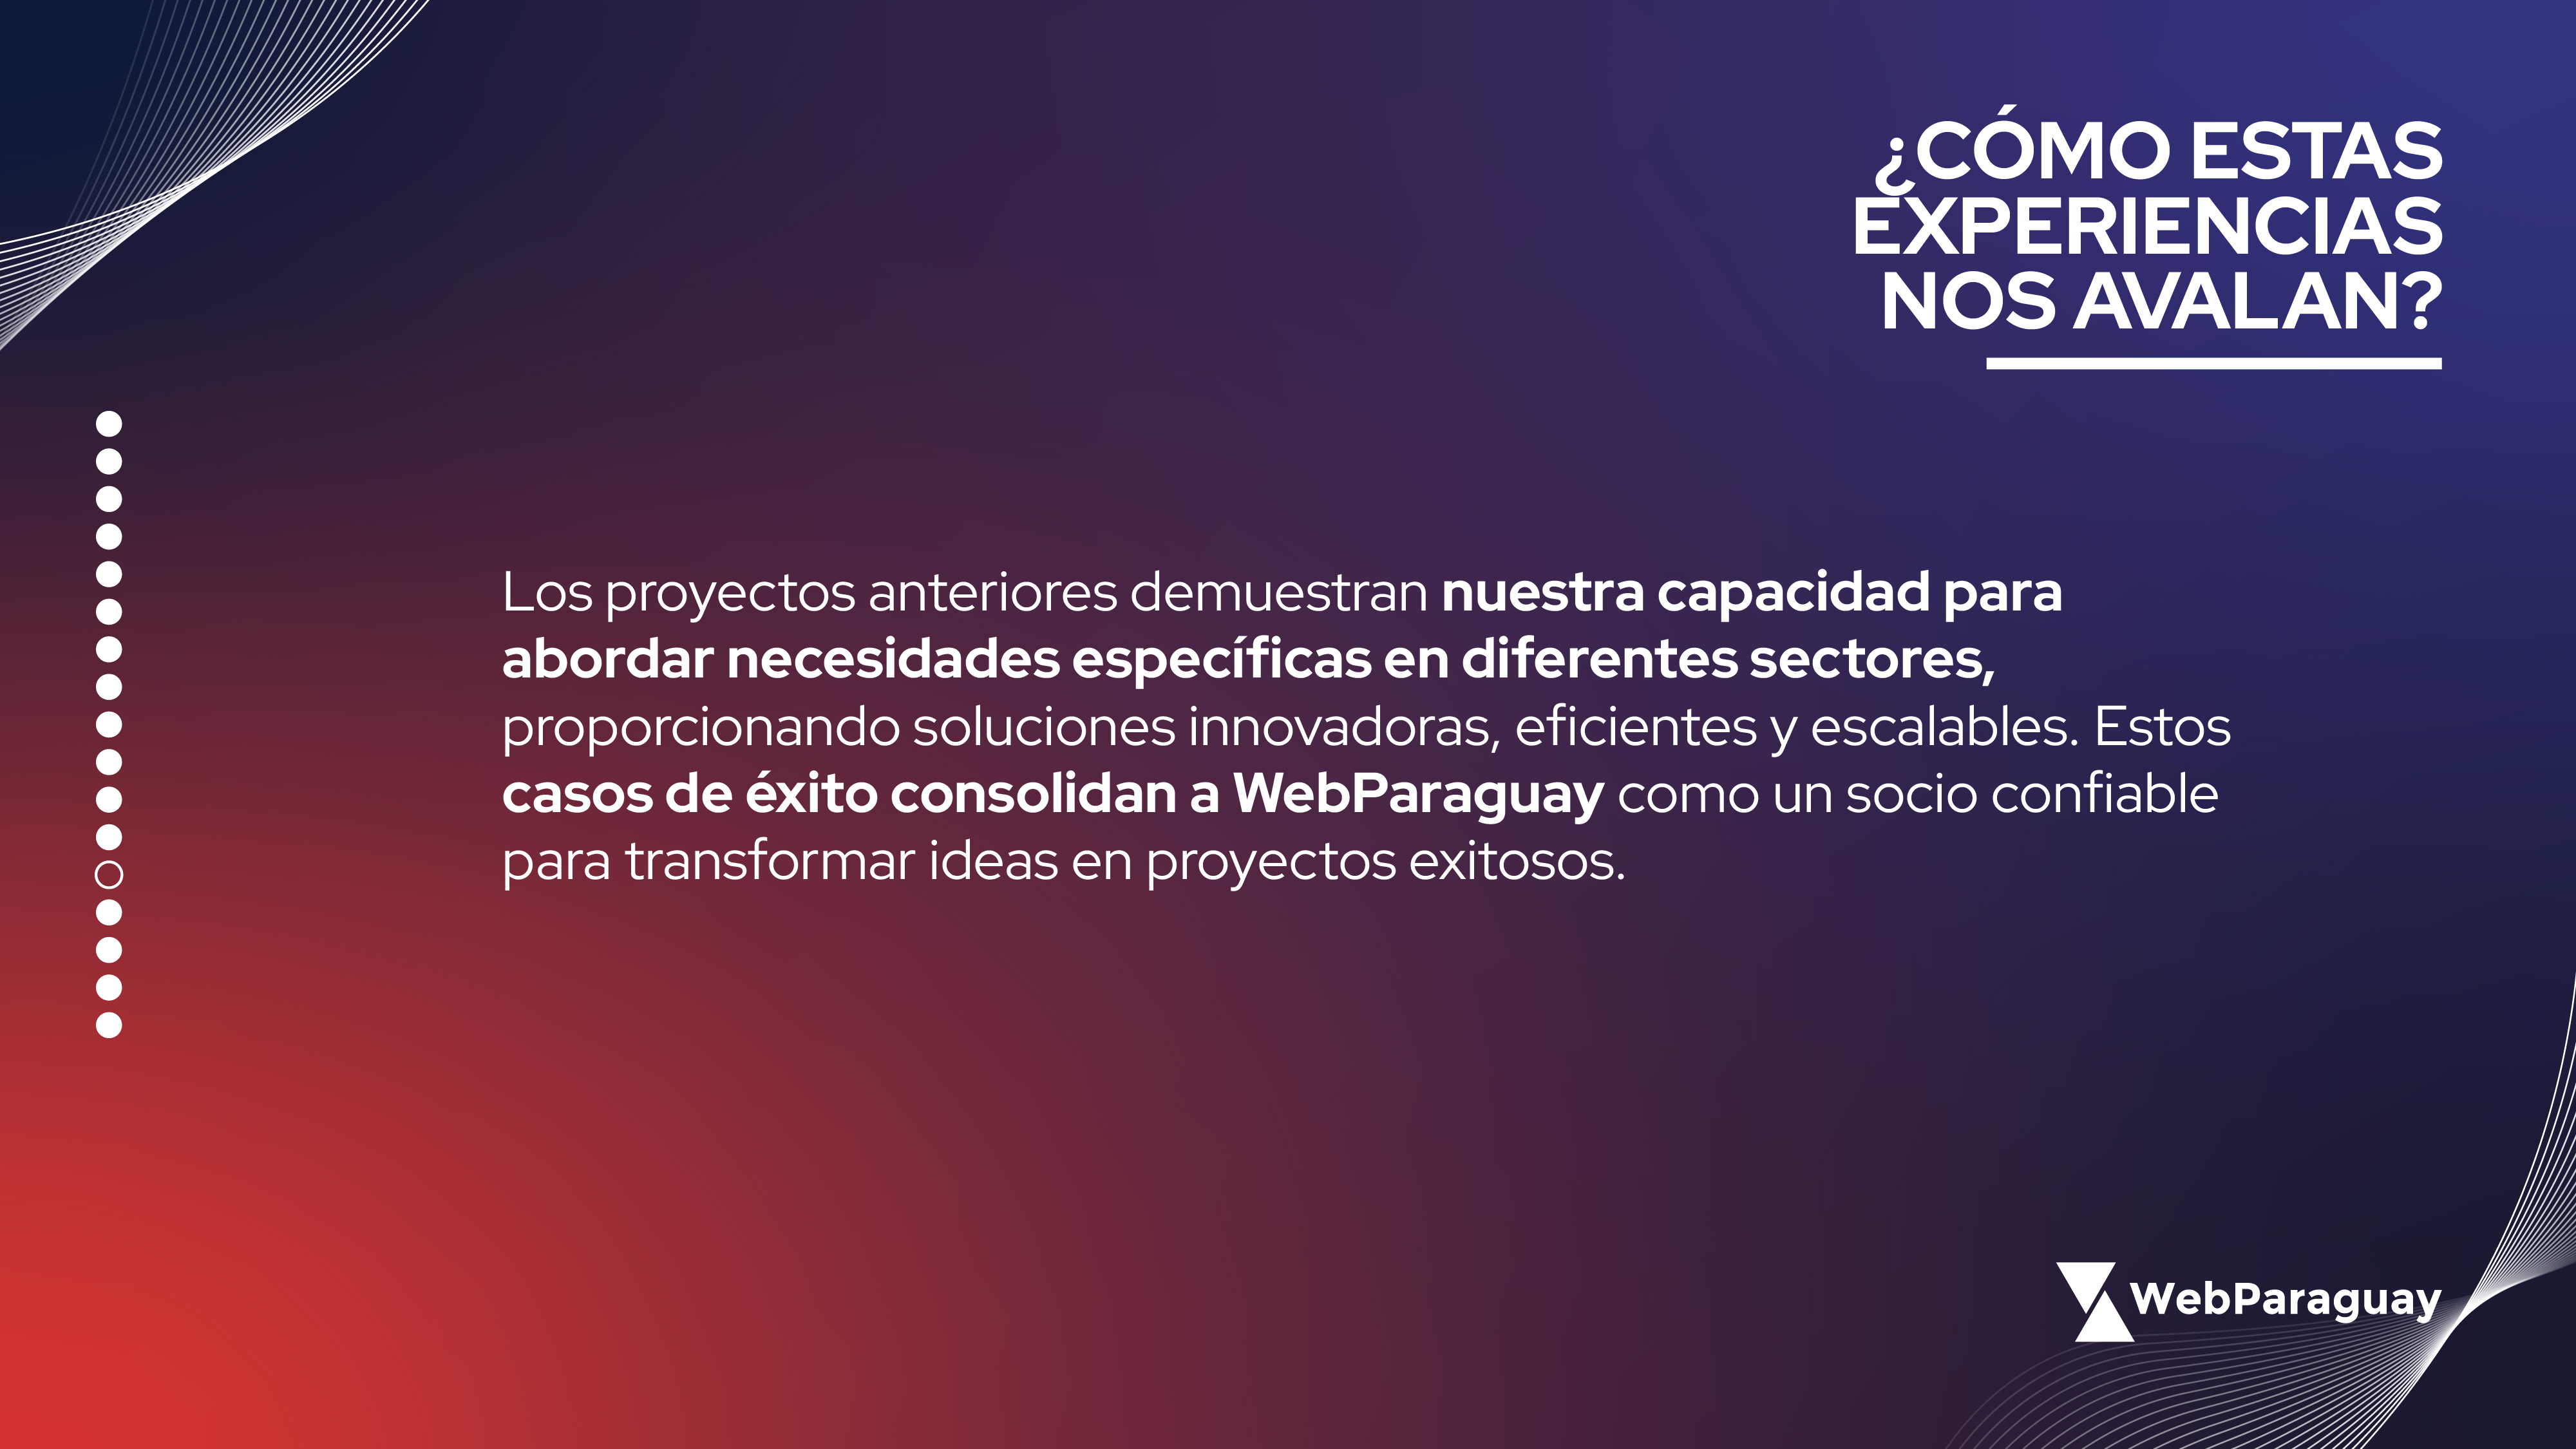 ¿CÓMO ESTAS
EXPERIENCIAS
NOS AVALAN?
Los proyectos anteriores demuestran nuestra capacidad para
abordar necesidades específicas en diferentes sectores,
proporcionando soluciones innovadoras, eficientes y escalables. Estos
casos de éxito consolidan a WebParaguay como un socio confiable
para transformar ideas en proyectos exitosos.
WebParaguay